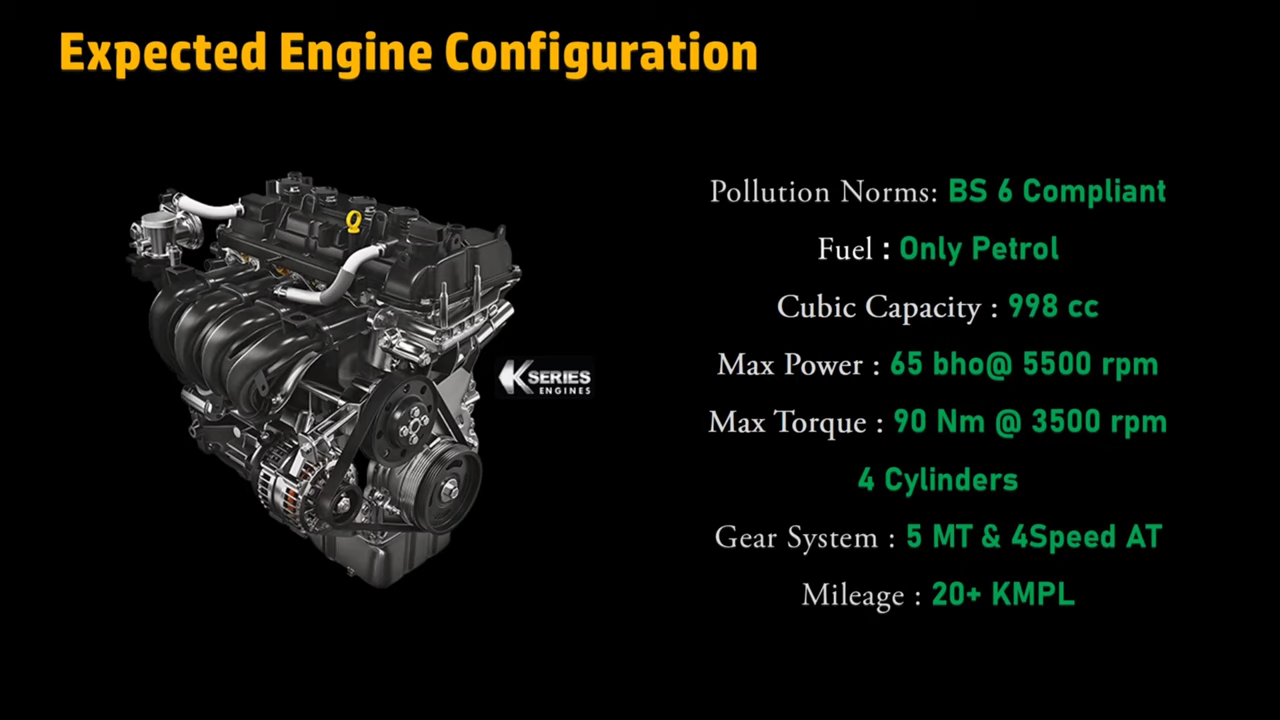 Expected Engine Configuration
Pollution Norms: BS 6 Compliant
Fuel : Only Petrol
Cubic Capacity : 998 cc
Max Power : 65 bho@ 5500 rpm
K SERIES
ENGINES
Max Torque : 90 Nm @ 3500 rpm
4 Cylinders
Gear System : 5 MT & 4Speed AT
Mileage : 20+ KMPL